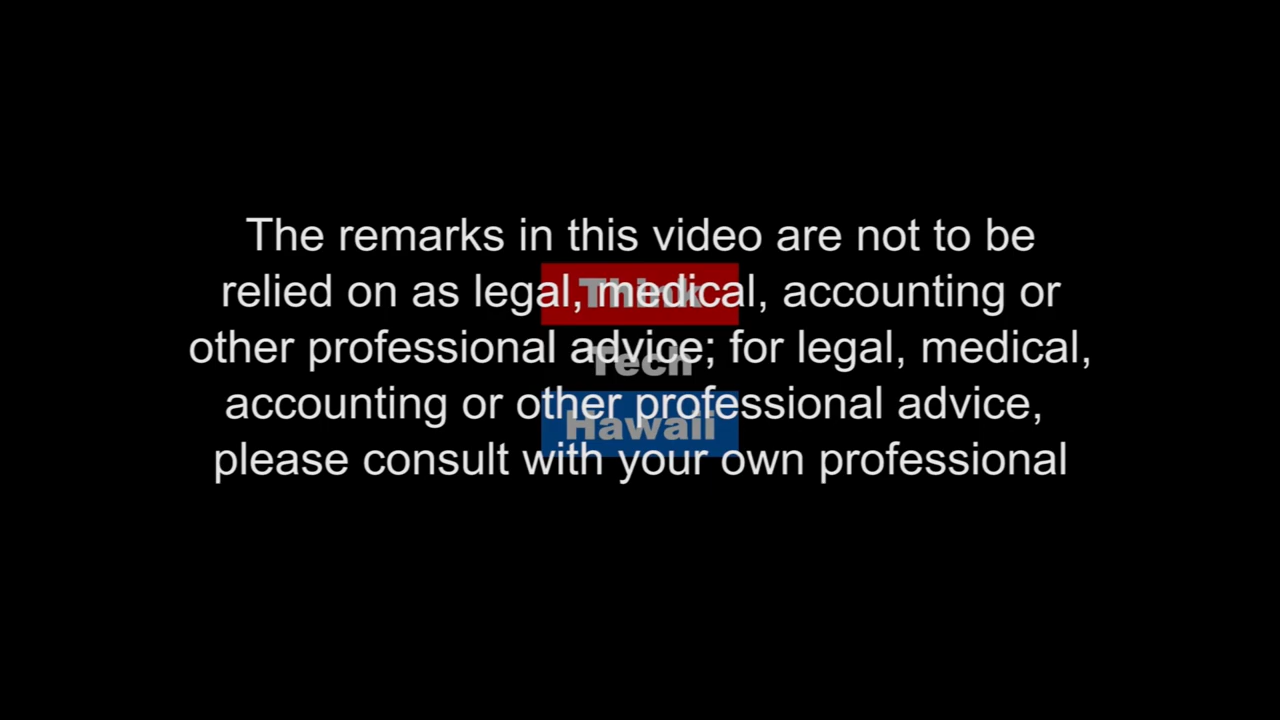 The remarks in this video are not to be
relied on as legal, medical, accounting or
other professional advice; for legal, medical,
accounting or other professional advice,
please consult with your own professional
Think
Tech
Hawaii